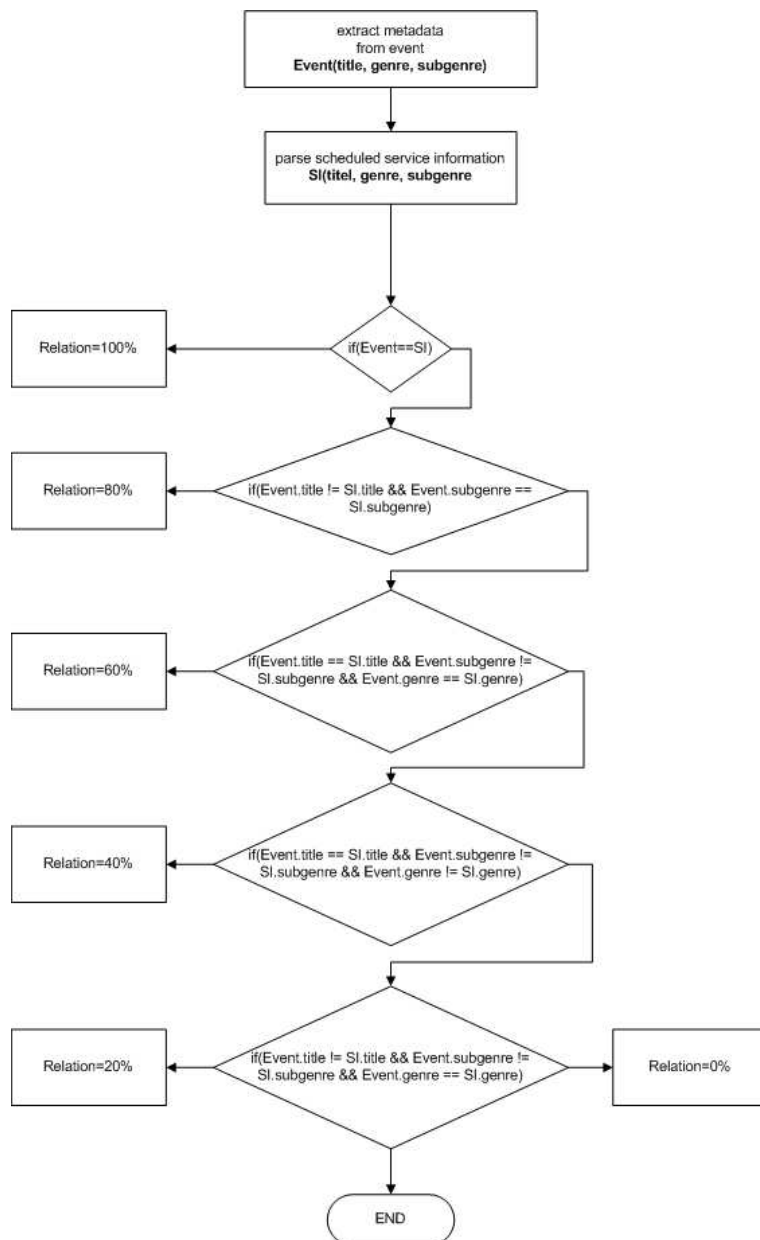 extract metadata
from event
Event(title, genre, subgenre)
parse scheduled service information
SI(titel, genre, subgenre
Relation=100%
if(Event==SI)
Relation=80%
if(Event.title != SI.title && Event.subgenre ==
SI.subgenre)
Relation=60%
if(Event.title == SI.title && Event.subgenre !=
SI.subgenre && Event.genre == SI.genre)
Relation=40%
if(Event.title == SI.title && Event.subgenre !=
SI.subgenre && Event.genre != SI.genre)
Relation=20%
if(Event.title != SI.title && Event.subgenre !=
SI.subgenre && Event.genre == SI.genre)
Relation=0%
END